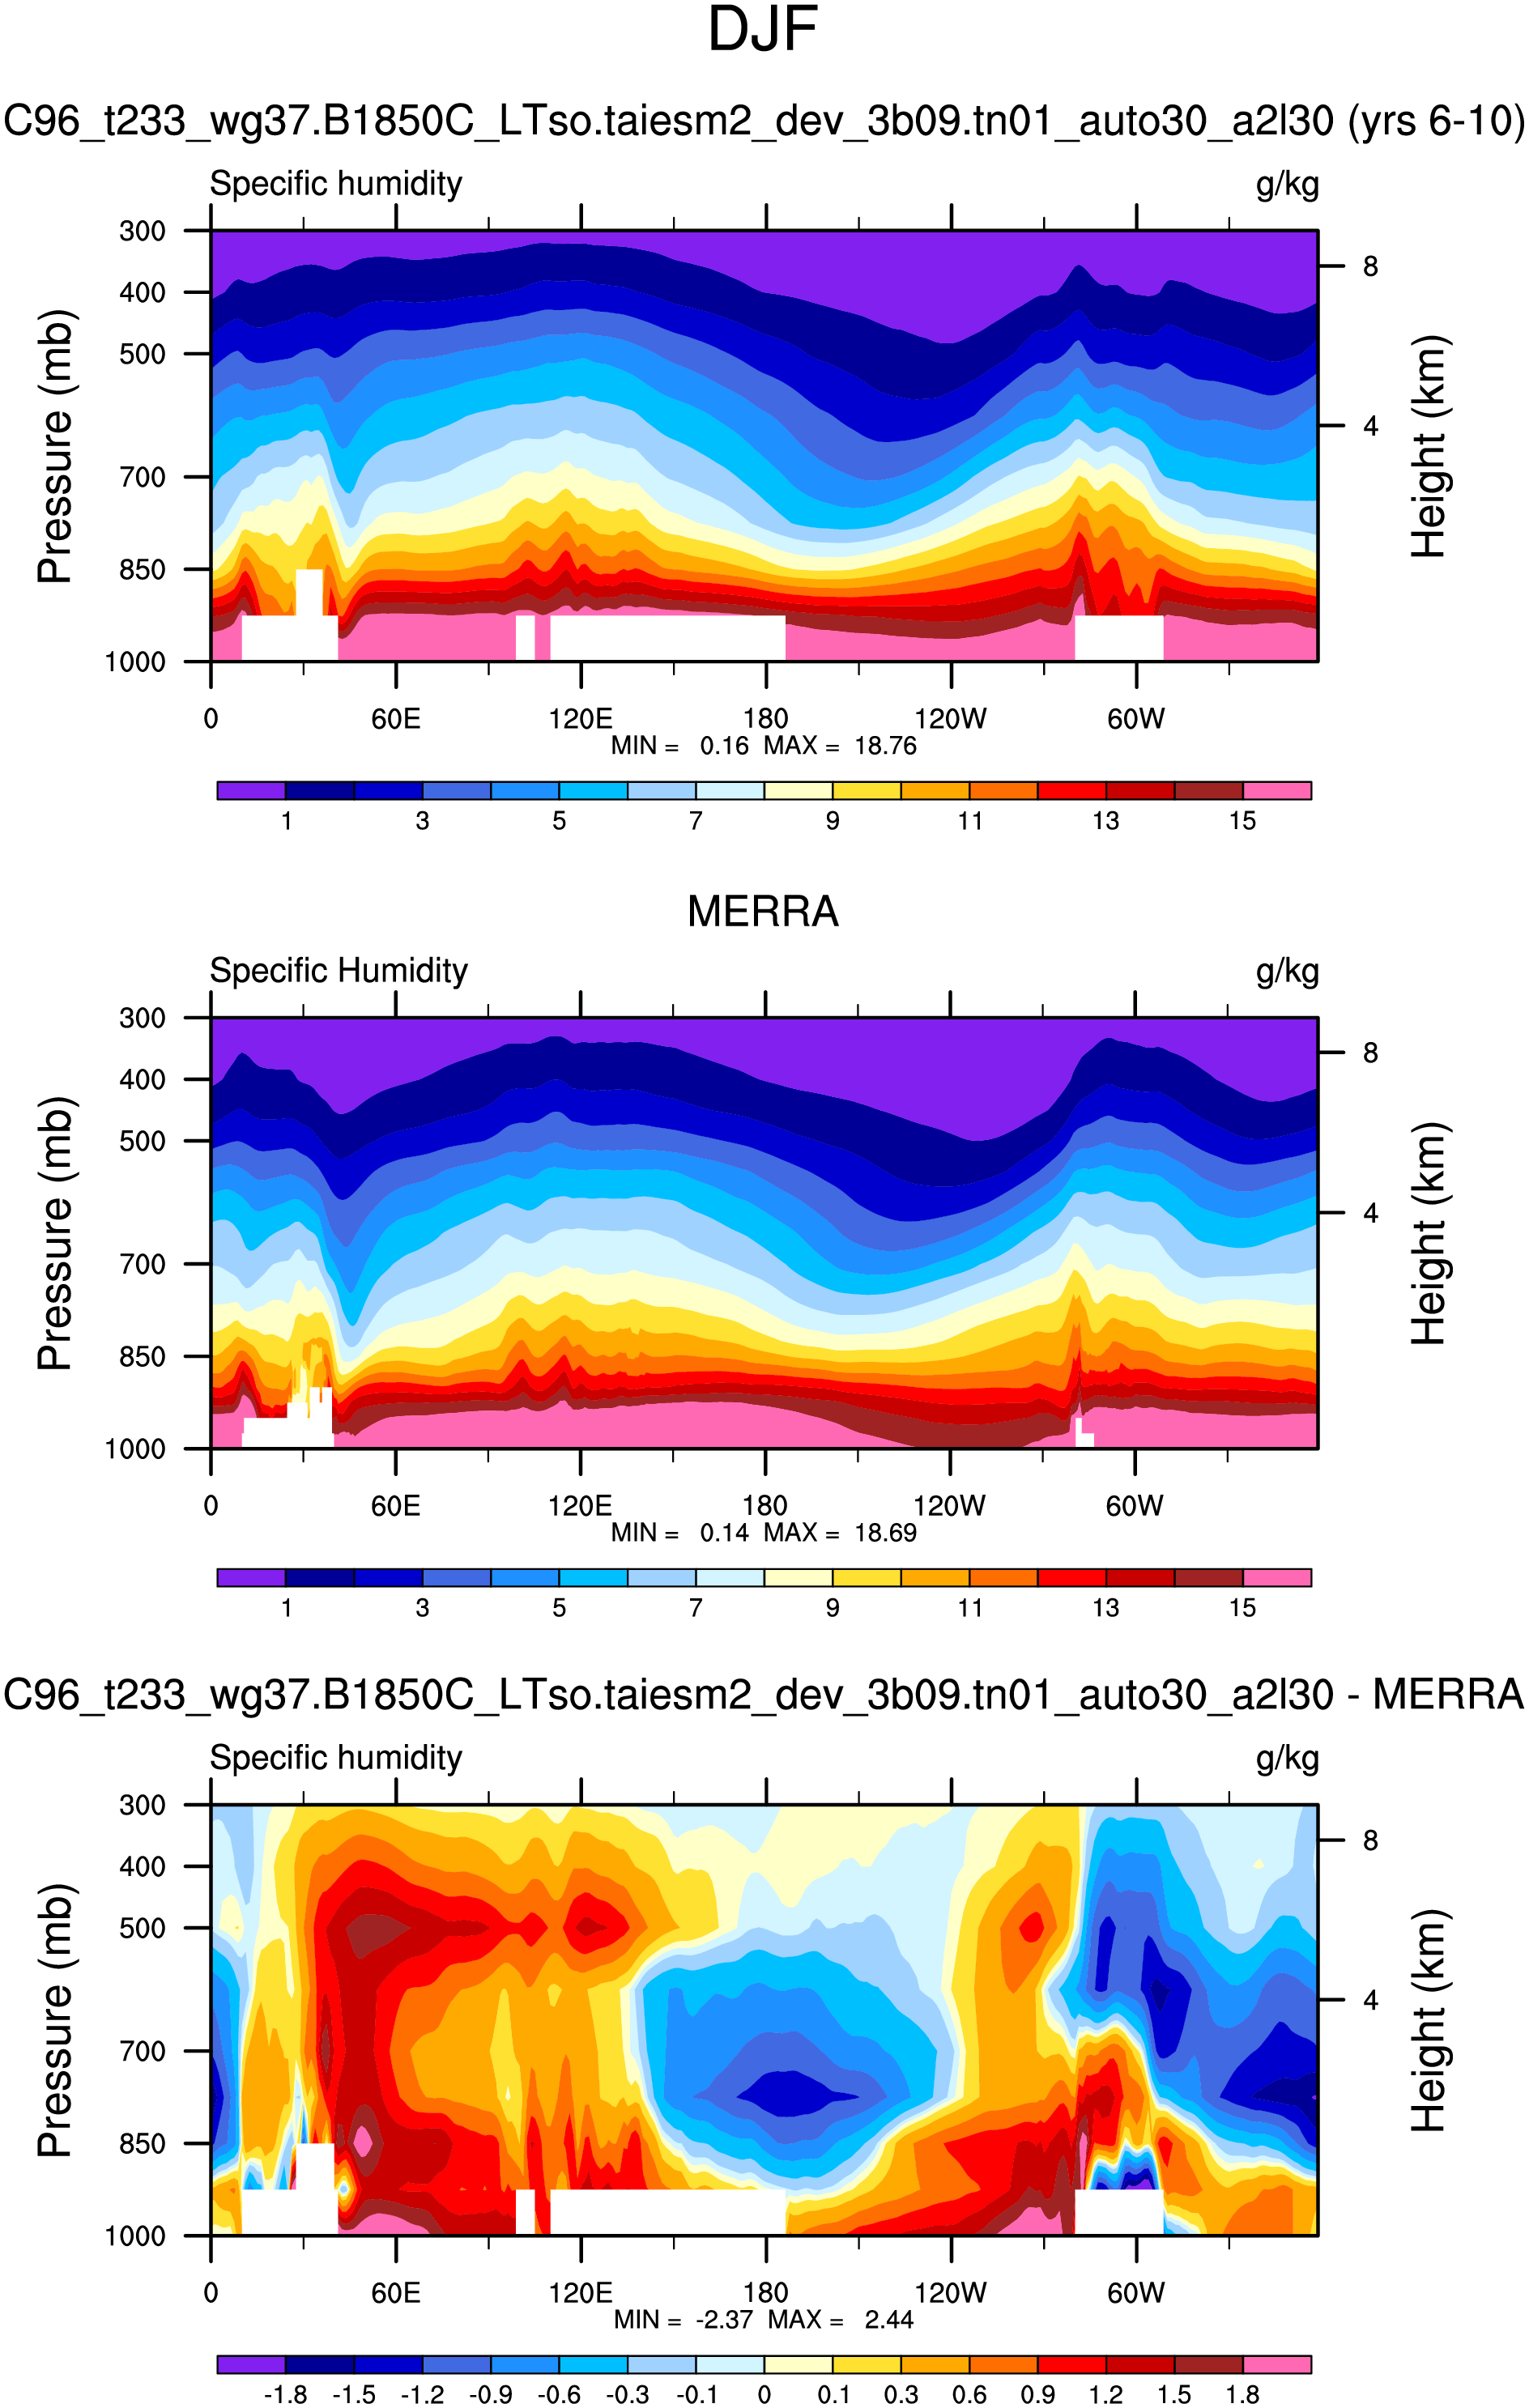 DJF
C96_t233_wg37.B1850C_LTso.taiesm2_dev_3b09.tn01_auto30_a2l30 (yrs 6-10)
Specific humidity g/kg
Pressure (mb)
300
400
500
700
850
1000
8
4
Height (km)
0 60E 120E 180 120W 60W
MIN = 0.16 MAX = 18.76
1 3 5 7 9 11 13 15
MERRA
Specific Humidity g/kg
Pressure (mb)
300
400
500
700
850
1000
8
4
Height (km)
0 60E 120E 180 120W 60W
MIN = 0.14 MAX = 18.69
1 3 5 7 9 11 13 15
C96_t233_wg37.B1850C_LTso.taiesm2_dev_3b09.tn01_auto30_a2l30 - MERRA
Specific humidity g/kg
Pressure (mb)
300
400
500
700
850
1000
8
4
Height (km)
0 60E 120E 180 120W 60W
MIN = -2.37 MAX = 2.44
-1.8 -1.5 -1.2 -0.9 -0.6 -0.3 -0.1 0 0.1 0.3 0.6 0.9 1.2 1.5 1.8